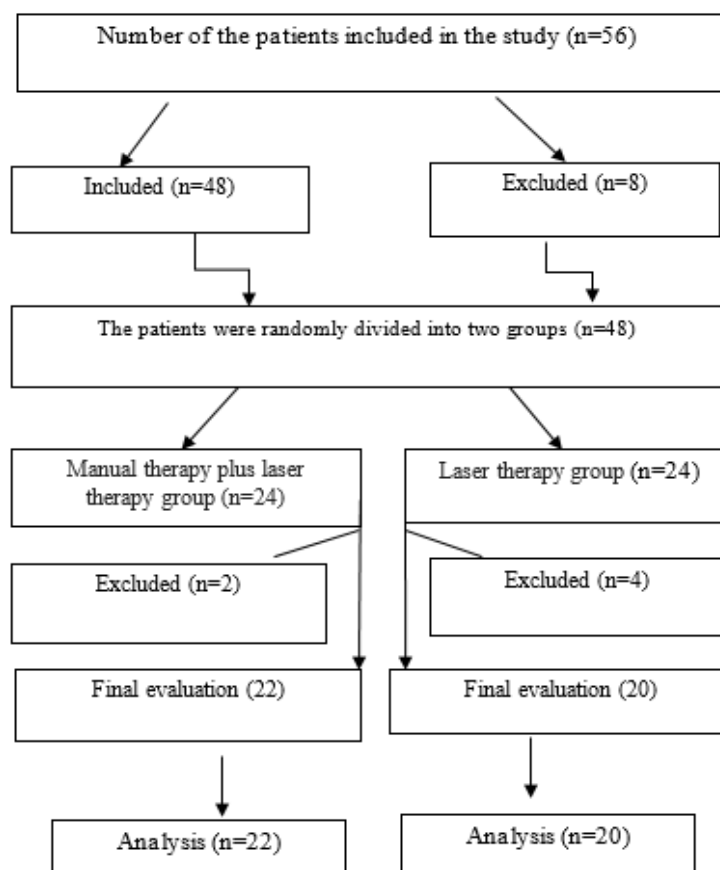 Number of the patients included in the study (n=56)
Included (n=48)
Excluded (n=8)
The patients were randomly divided into two groups (n=48)
Manual therapy plus laser
therapy group (n=24)
Laser therapy group (n=24)
Excluded (n=2)
Excluded (n=4)
Final evaluation (22)
Final evaluation (20)
Analysis (n=22)
Analysis (n=20)